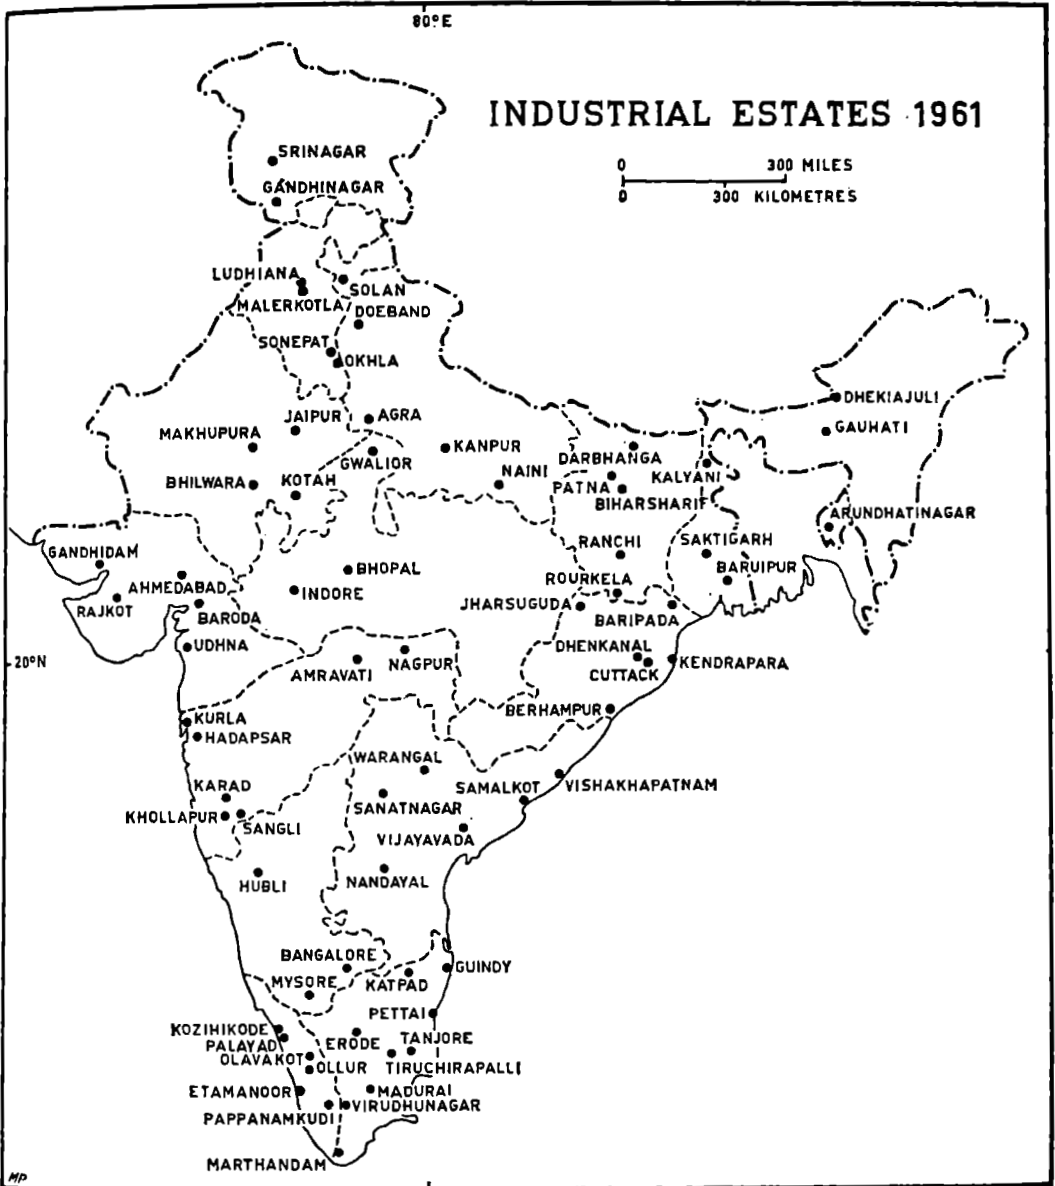 80°E
INDUSTRIAL ESTATES 1961
0 300 MILES
0 300 KILOMETRES
SRINAGAR
GANDHINAGAR
LUDHIANA
SOLAN
MALERKOTLA
DOEBAND
SONEPAT
OKHLA
DHEKIAJULI
JAIPUR
AGRA
GAUHATI
MAKHUPURA
KANPUR
GWALIOR
DARBHANGA
KALYANI
NAINI
BHILWARA
KOTAH
PATNA
BIHARSHARIF
ARUNDHATINAGAR
GANDHIDAM
RANCHI
SAKTIGARH
BHOPAL
BARUIPUR
AHMEDABAD
INDORE
ROURKELA
RAJKOT
BARODA
JHARSUGUDA
BARIPADA
UDHNA
DHENKANAL
20°N
NAGPUR
KENDRAPARA
AMRAVATI
CUTTACK
BERHAMPUR
KURLA
HADAPSAR
WARANGAL
KARAD
SAMALKOT
VISHAKHAPATNAM
SANATNAGAR
KHOLLAPUR
SANGLI
VIJAYAVADA
HUBLI
NANDAYAL
BANGALORE
GUINDY
MYSORE
KATPAD
PETTAI
KOZIHIKODE
PALAYAD
ERODE
TANJORE
OLAVAKOT
OLLUR
TIRUCHIRAPALLI
ETAMANOOR
MADURAI
PAPPANAMKUDI
VIRUDHUNAGAR
MARTHANDAM
MP